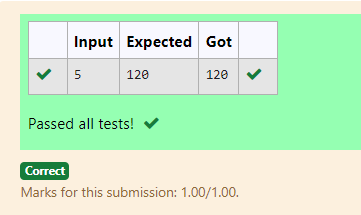 Input Expected Got
5 120 120
Passed all tests!
Correct
Marks for this submission: 1.00/1.00.